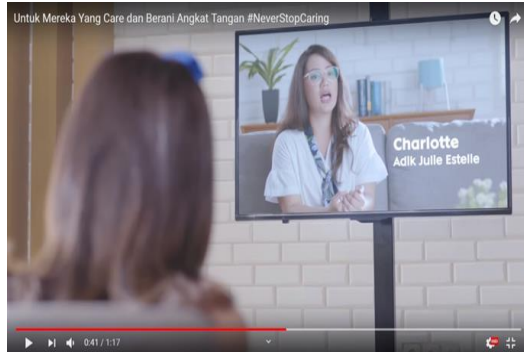 Untuk Mereka Yang Care dan Berani Angkat Tangan #NeverStopCaring
Charlotte
Adik Julie Estelle
0:41 / 1:17